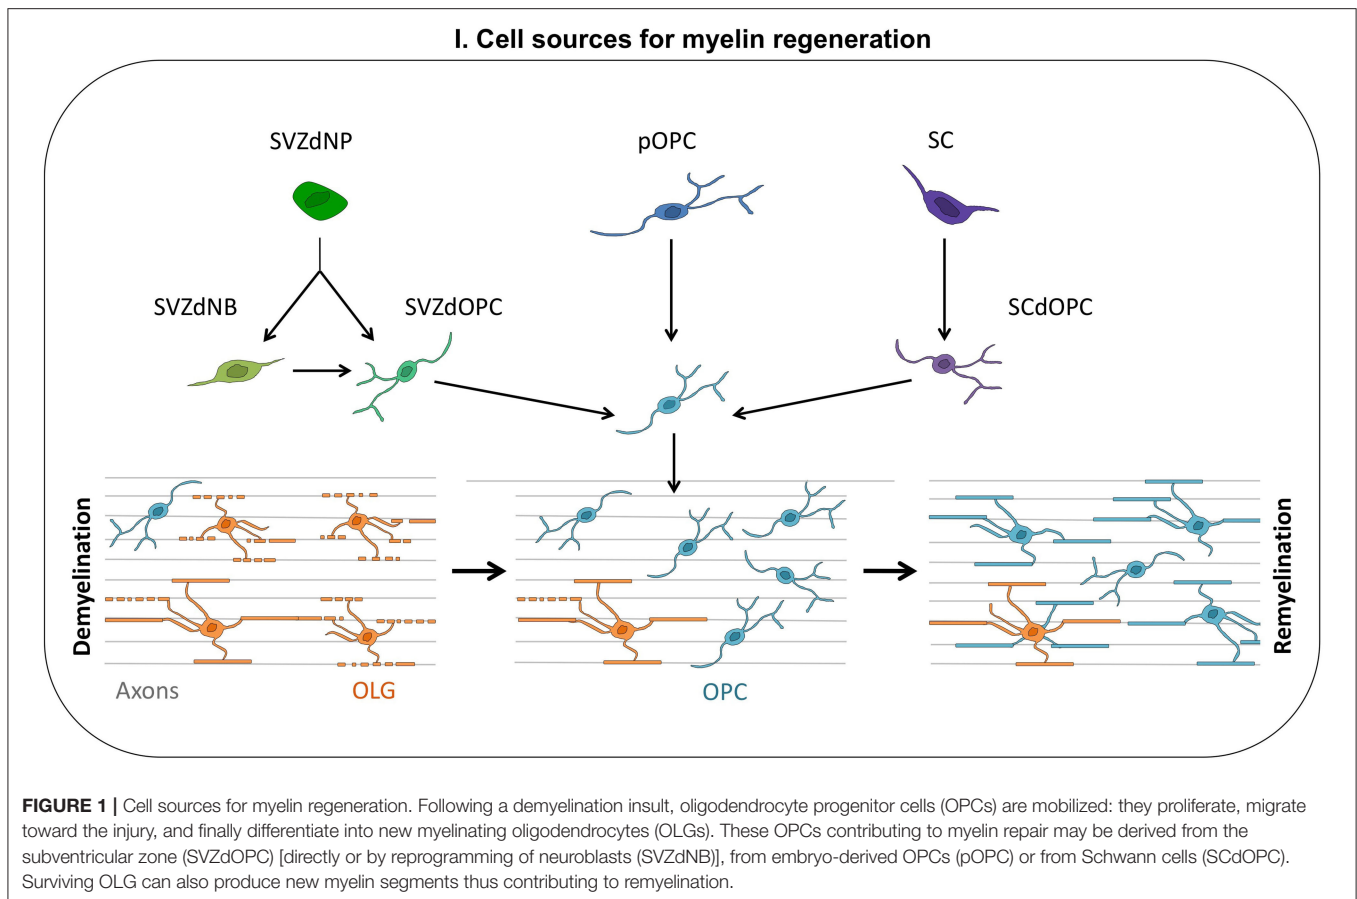 I. Cell sources for myelin regeneration
SVZdNP
pOPC
SC
SVZdNB
SVZdOPC
SCdOPC
Demyelination
Remyelination
Axons
OLG
OPC
FIGURE 1 | Cell sources for myelin regeneration. Following a demyelination insult, oligodendrocyte progenitor cells (OPCs) are mobilized: they proliferate, migrate
toward the injury, and finally differentiate into new myelinating oligodendrocytes (OLGs). These OPCs contributing to myelin repair may be derived from the
subventricular zone (SVZdOPC) [directly or by reprogramming of neuroblasts (SVZdNB)], from embryo-derived OPCs (pOPC) or from Schwann cells (SCdOPC).
Surviving OLG can also produce new myelin segments thus contributing to remyelination.